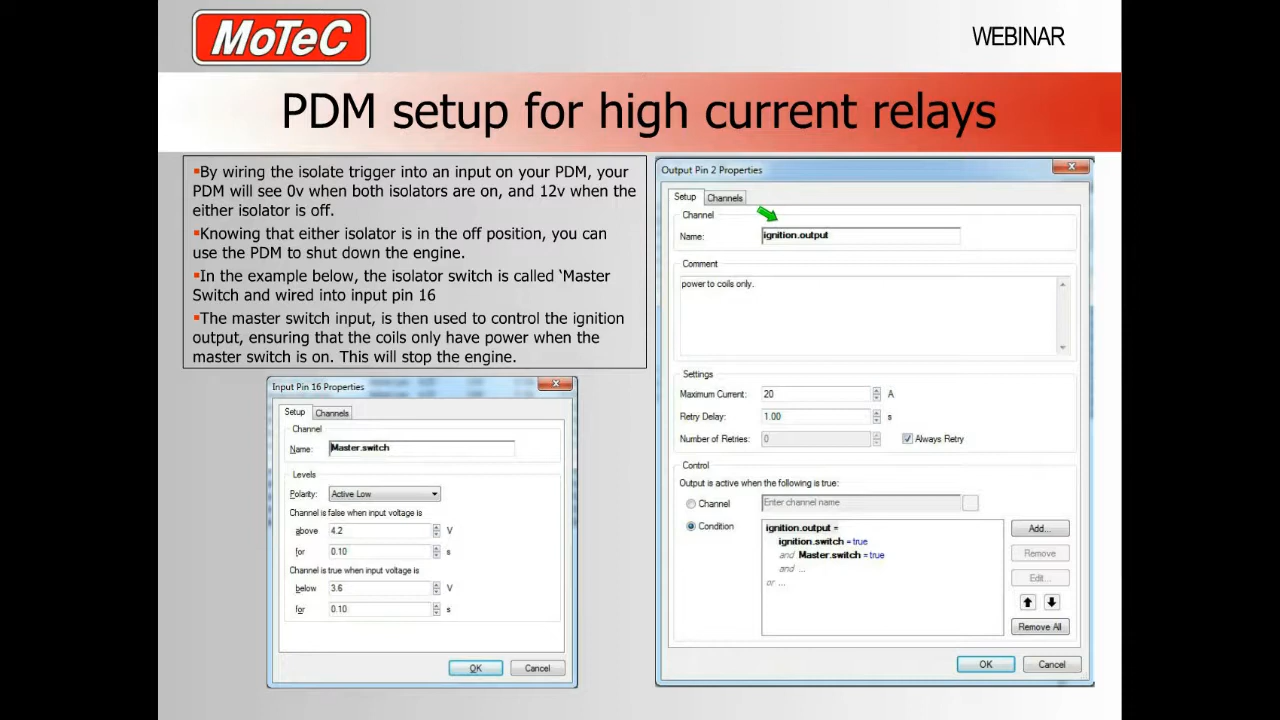 MoTeC
WEBINAR
PDM setup for high current relays
▪By wiring the isolate trigger into an input on your PDM, your
PDM will see 0v when both isolators are on, and 12v when the
either isolator is off.
▪Knowing that either isolator is in the off position, you can
use the PDM to shut down the engine.
▪In the example below, the isolator switch is called ‘Master
Switch and wired into input pin 16
▪The master switch input, is then used to control the ignition
output, ensuring that the coils only have power when the
master switch is on. This will stop the engine.
Input Pin 16 Properties
Setup Channels
Channel
Name: Master.switch
Levels
Polarity: Active Low
Channel is false when input voltage is
above 4.2 V
for 0.10 s
Channel is true when input voltage is
below 3.6 V
for 0.10 s
OK Cancel
Output Pin 2 Properties
Setup Channels
Channel
Name: ignition.output
Comment
power to coils only.
Settings
Maximum Current: 20 A
Retry Delay: 1.00 s
Number of Retries: 0 Always Retry
Control
Output is active when the following is true:
Channel Enter channel name
Condition ignition.output =
ignition.switch = true
and Master.switch = true
and ...
or ...
Add...
Remove
Edit...
Remove All
OK Cancel